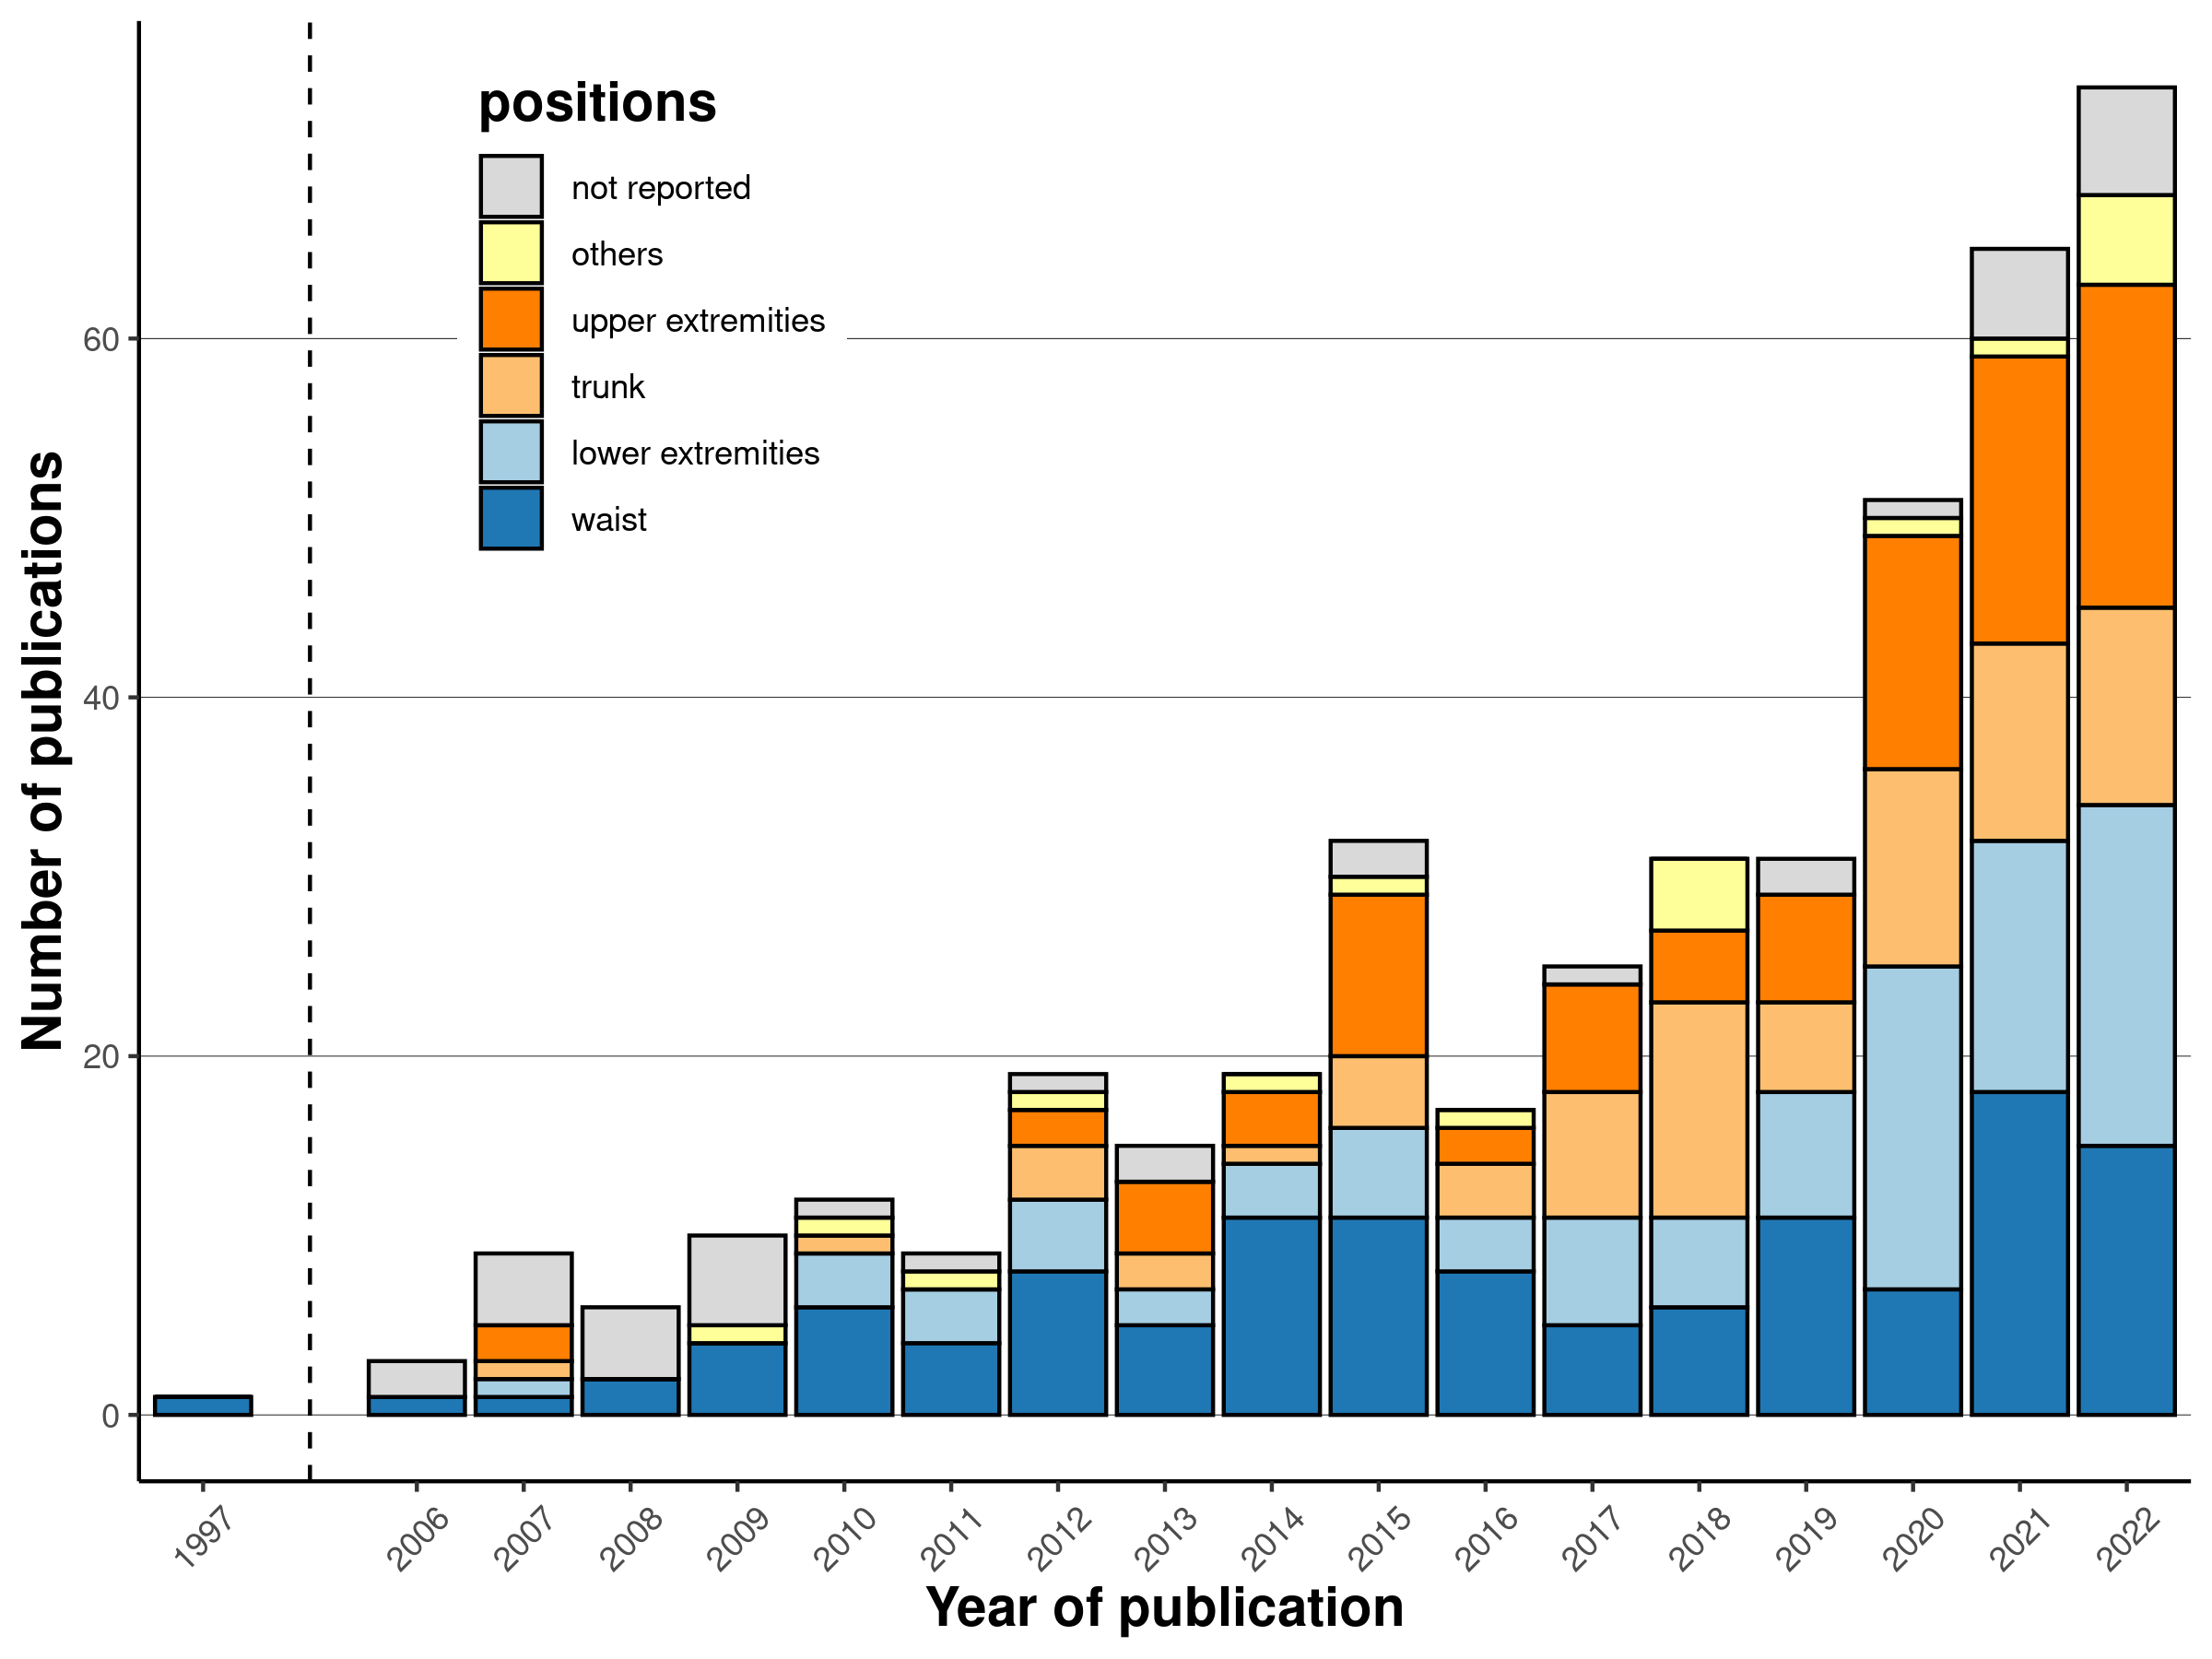 positions
not reported
others
upper extremities
trunk
lower extremities
waist
Number of publications
60
40
20
0
1997
2006
2007
2008
2009
2010
2011
2012
2013
2014
2015
2016
2017
2018
2019
2020
2021
2022
Year of publication